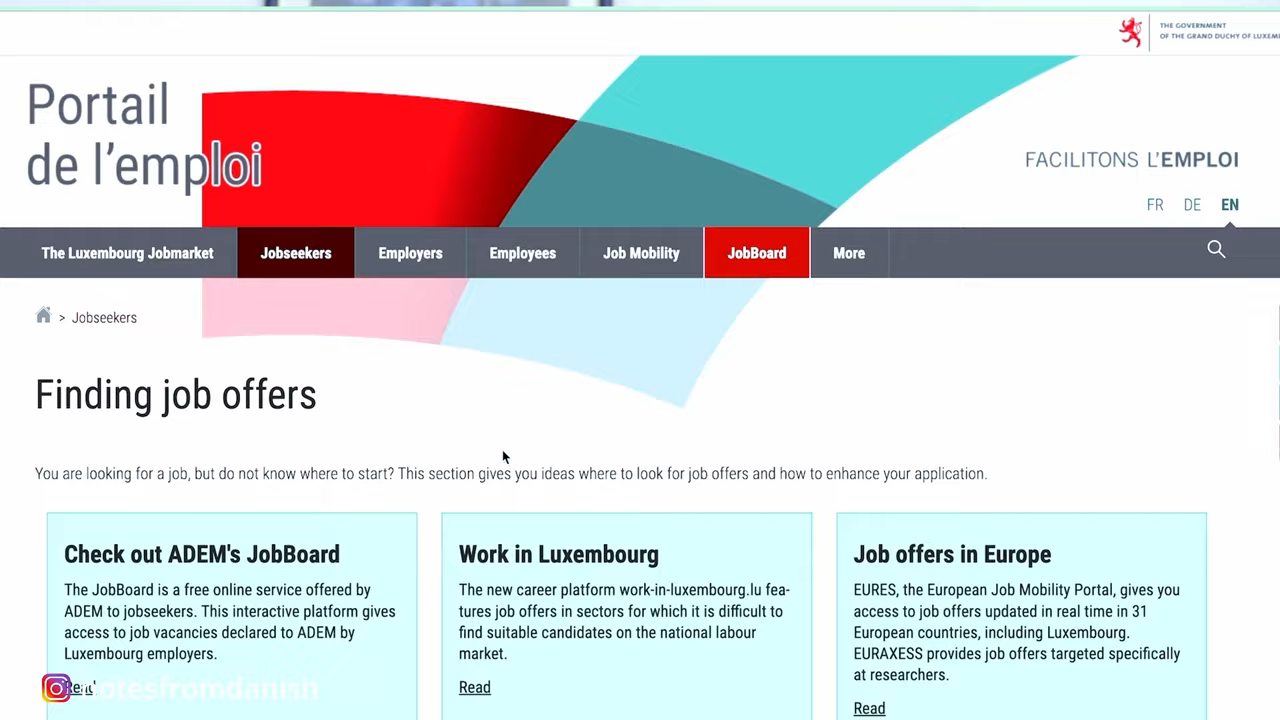 THE GOVERNMENT
OF THE GRAND DUCHY OF LUXEM
Portail
de l'emploi
FACILITONS L'EMPLOI
FR DE EN
The Luxembourg Jobmarket Jobseekers Employers Employees Job Mobility JobBoard More
> Jobseekers
Finding job offers
You are looking for a job, but do not know where to start? This section gives you ideas where to look for job offers and how to enhance your application.
Check out ADEM's JobBoard
The JobBoard is a free online service offered by
ADEM to jobseekers. This interactive platform gives
access to job vacancies declared to ADEM by
Luxembourg employers.
Read
Work in Luxembourg
The new career platform work-in-luxembourg.lu fea-
tures job offers in sectors for which it is difficult to
find suitable candidates on the national labour
market.
Read
Job offers in Europe
EURES, the European Job Mobility Portal, gives you
access to job offers updated in real time in 31
European countries, including Luxembourg.
EURAXESS provides job offers targeted specifically
at researchers.
Read
notesfromdanish